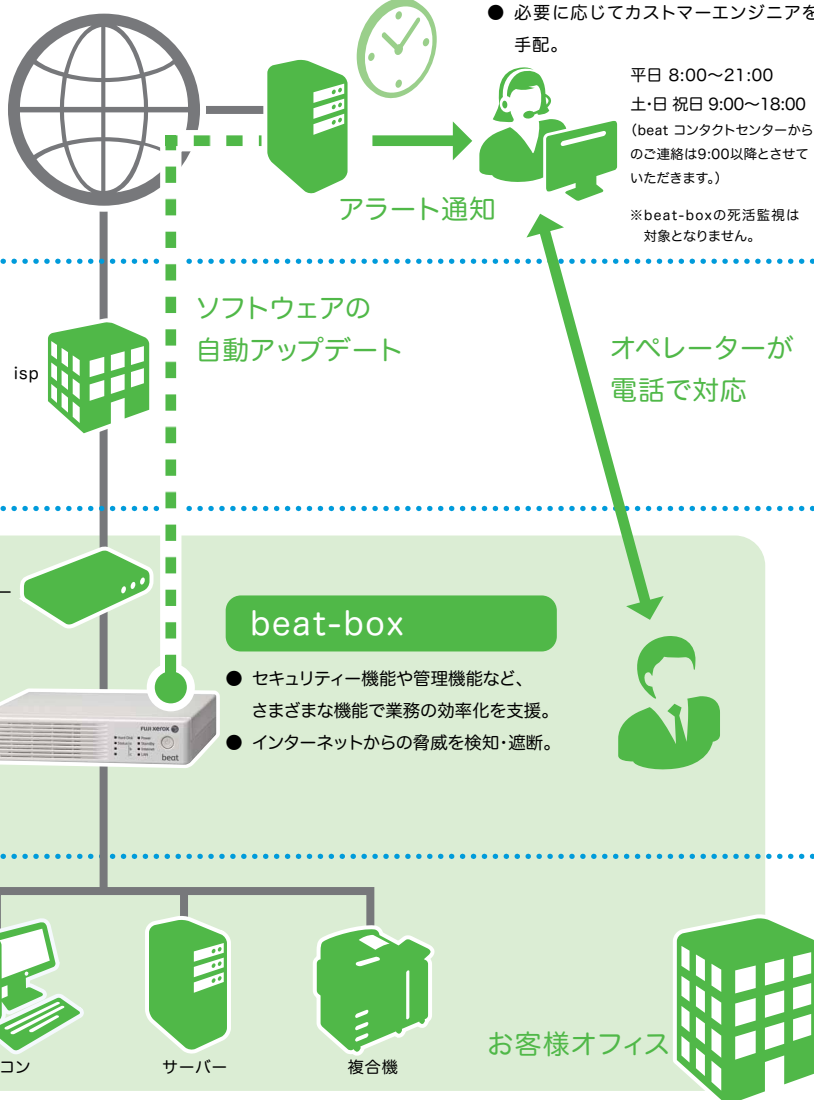 ● 必要に応じてカストマーエンジニアを
手配。
平日 8:00〜21:00
土・日 祝日 9:00〜18:00
（beat コンタクトセンターから
のご連絡は9:00以降とさせて
いただきます。）
※beat-boxの死活監視は
対象となりません。
アラート通知
ソフトウェアの
自動アップデート
isp
オペレーターが
電話で対応
ー
beat-box
● セキュリティー機能や管理機能など、
さまざまな機能で業務の効率化を支援。
● インターネットからの脅威を検知・遮断。
FUJI XEROX
Hard Disk
Power
Status
Standby
Internet
LAN
beat
コン
サーバー
複合機
お客様オフィス